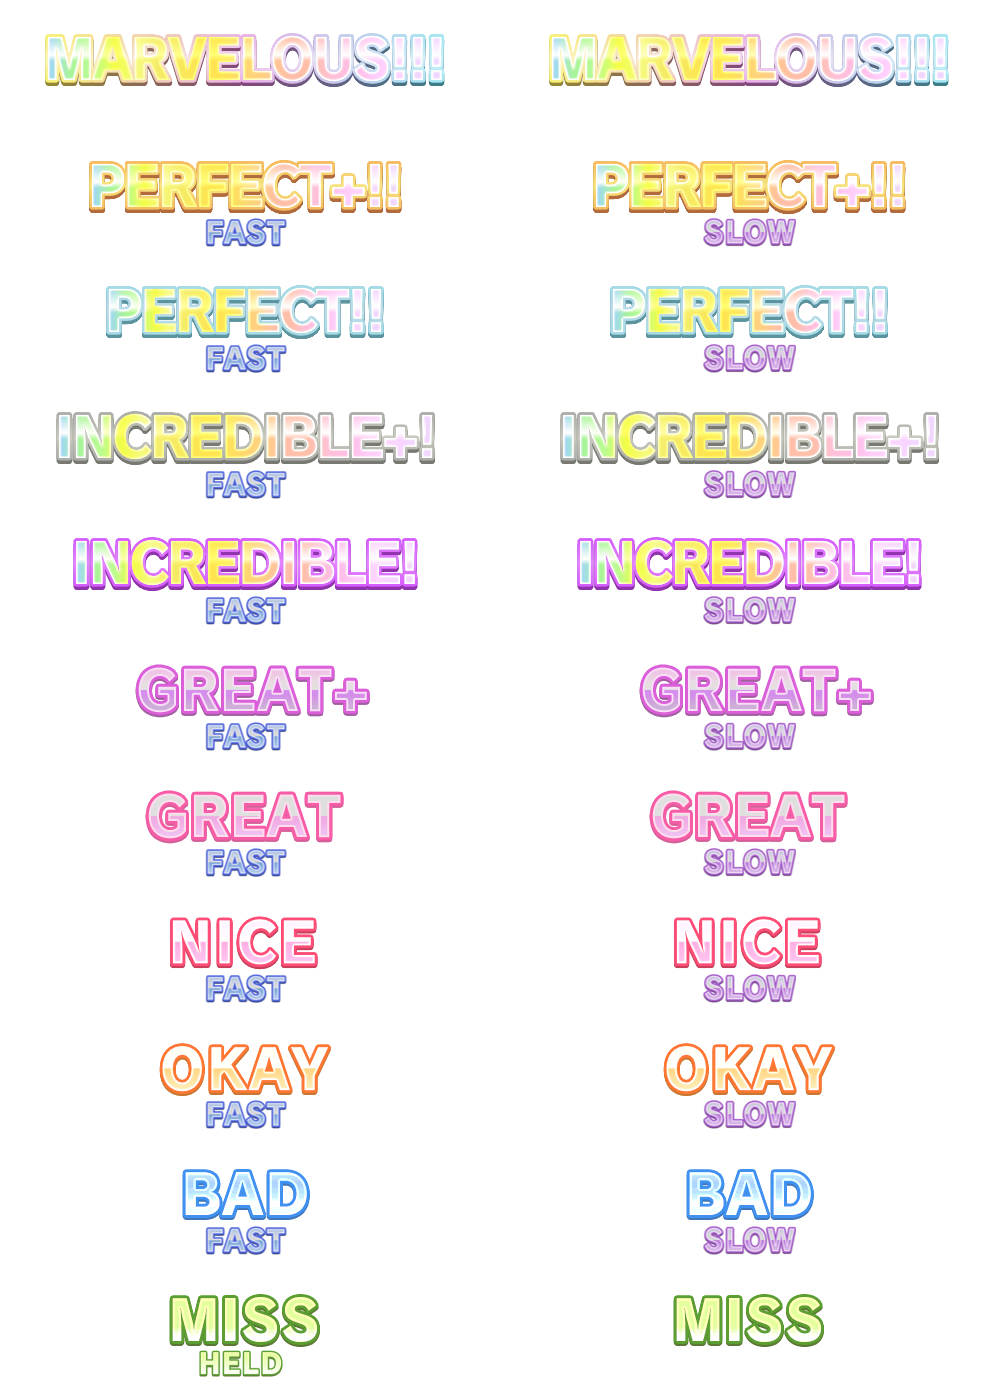 MARVELOUS!!! MARVELOUS!!!
PERFECT+!! PERFECT+!!
FAST SLOW
PERFECT!! PERFECT!!
FAST SLOW
INCREDIBLE+! INCREDIBLE+!
FAST SLOW
INCREDIBLE! INCREDIBLE!
FAST SLOW
GREAT+ GREAT+
FAST SLOW
GREAT GREAT
FAST SLOW
NICE NICE
FAST SLOW
OKAY OKAY
FAST SLOW
BAD BAD
FAST SLOW
MISS MISS
HELD